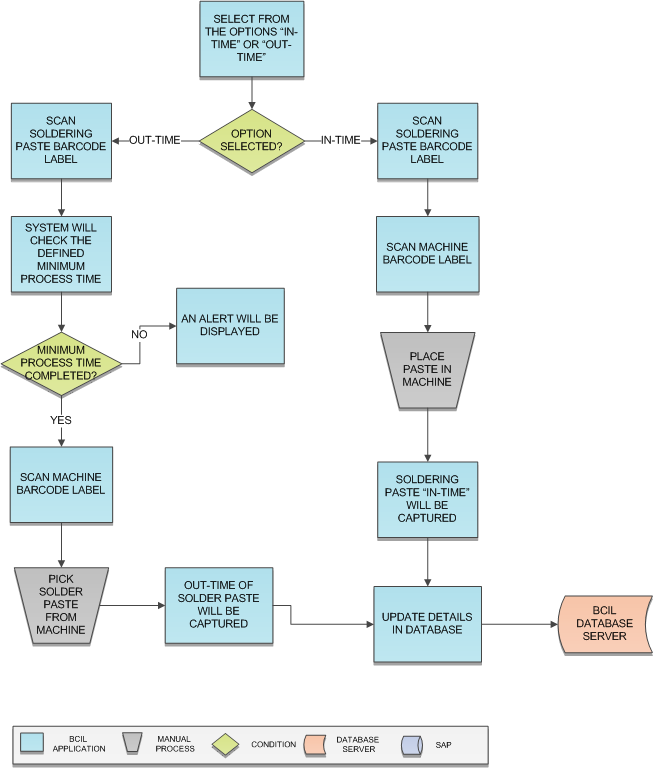 SELECT FROM
THE OPTIONS “IN-
TIME” OR “OUT-
TIME”
SCAN
SOLDERING
PASTE BARCODE
LABEL
OUT-TIME
OPTION
SELECTED?
IN-TIME
SCAN
SOLDERING
PASTE BARCODE
LABEL
SYSTEM WILL
CHECK THE
DEFINED
MINIMUM
PROCESS TIME
SCAN MACHINE
BARCODE LABEL
AN ALERT WILL BE
DISPLAYED
NO
MINIMUM
PROCESS TIME
COMPLETED?
PLACE
PASTE IN
MACHINE
YES
SCAN MACHINE
BARCODE LABEL
SOLDERING
PASTE “IN-TIME”
WILL BE
CAPTURED
PICK
SOLDER
PASTE
FROM
MACHINE
OUT-TIME OF
SOLDER PASTE
WILL BE
CAPTURED
UPDATE DETAILS
IN DATABASE
BCIL
DATABASE
SERVER
BCIL
APPLICATION
MANUAL
PROCESS
CONDITION
DATABASE
SERVER
SAP